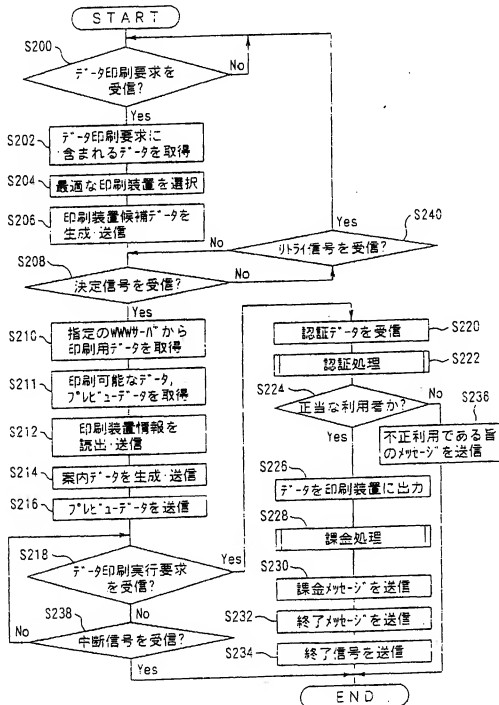 START
S200
データ印刷要求を
受信?
No
Yes
S202
データ印刷要求に
含まれるデータを取得
S204
最適な印刷装置を選択
S206
印刷装置候補データを
生成・送信
S208
決定信号を受信?
No
Yes
S240
リトライ信号を受信?
Yes
No
S210
指定のWWWサーバから
印刷用データを取得
S211
印刷可能なデータ,
プレビューデータを取得
S212
印刷装置情報を
読出・送信
S214
案内データを生成・送信
S216
プレビューデータを送信
S218
データ印刷実行要求
を受信?
Yes
No
S238
中断信号を受信?
No
Yes
認証データを受信
S220
認証処理
S222
S224
正当な利用者か?
No
Yes
S236
不正利用である旨
のメッセージを送信
S226
データを印刷装置に出力
S228
課金処理
S230
課金メッセージを送信
S232
終了メッセージを送信
S234
終了信号を送信
END